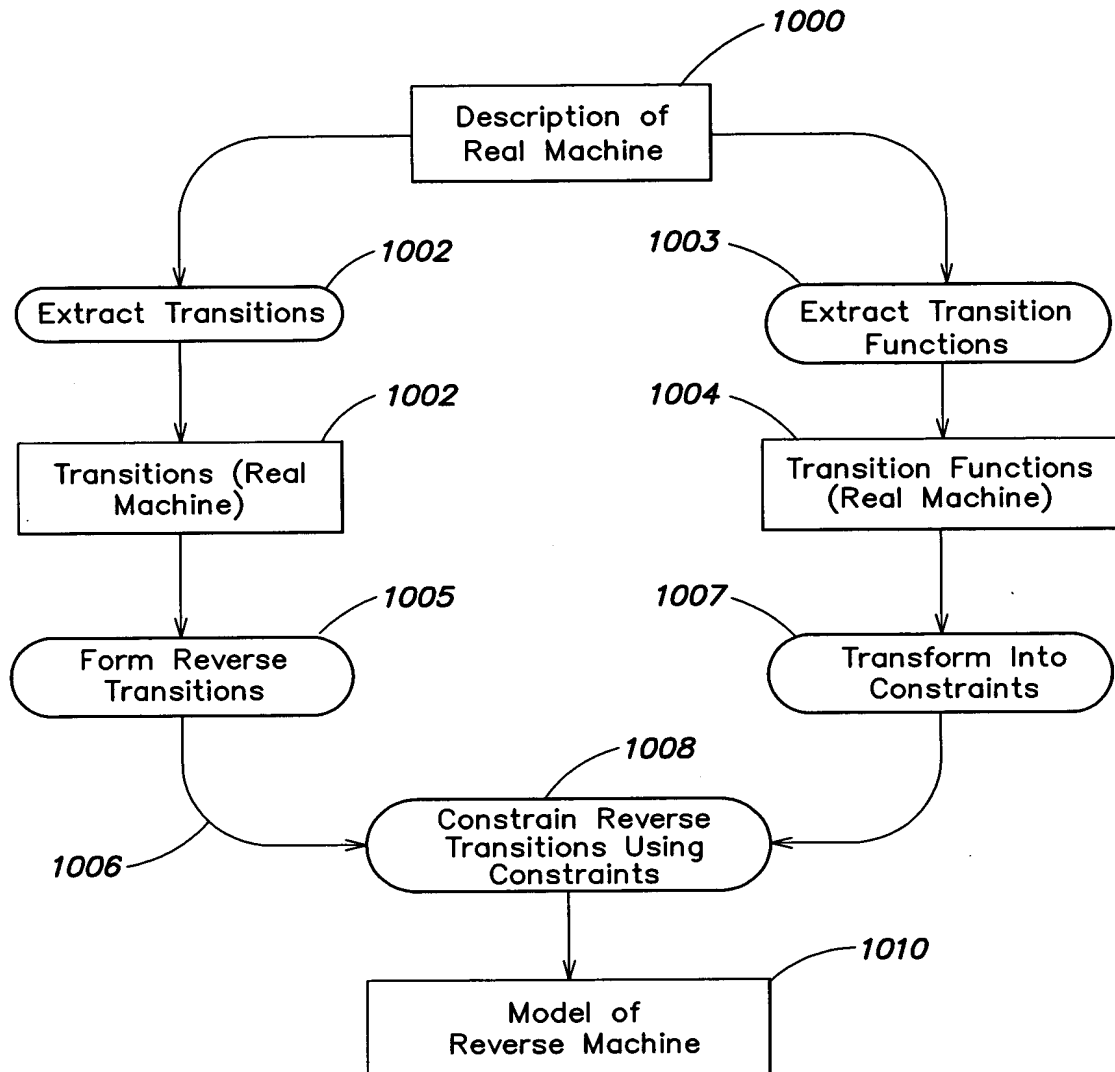 1000
Description of
Real Machine
1002
1003
Extract Transitions
Extract Transition
Functions
1002
1004
Transitions (Real
Machine)
Transition Functions
(Real Machine)
1005
1007
Form Reverse
Transitions
Transform Into
Constraints
1008
Constrain Reverse
Transitions Using
Constraints
1006
1010
Model of
Reverse Machine